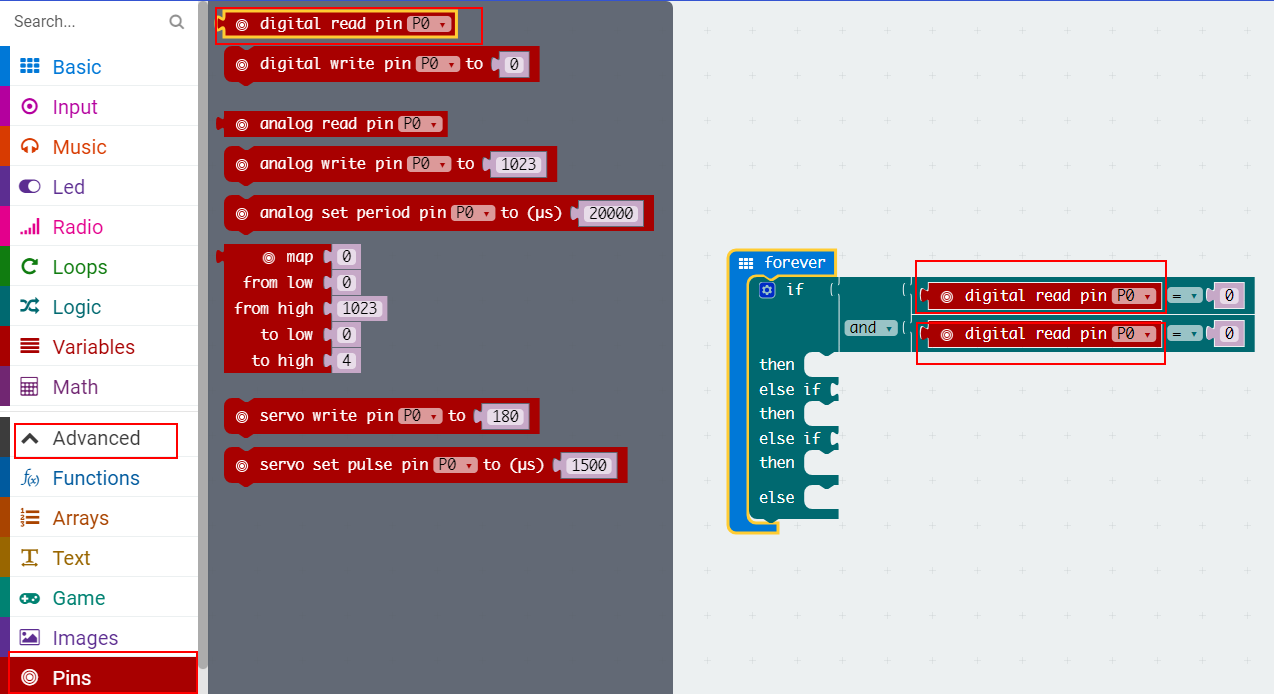 Search...
Basic
Input
Music
Led
Radio
Loops
Logic
Variables
Math
Advanced
Functions
Arrays
Text
Game
Images
Pins
digital read pin P0
digital write pin P0 to 0
analog read pin P0
analog write pin P0 to 1023
analog set period pin P0 to (µs) 20000
map 0
from low 0
from high 1023
to low 0
to high 4
servo write pin P0 to 180
servo set pulse pin P0 to (µs) 1500
forever
if digital read pin P0 = 0
and digital read pin P0 = 0
then
else if
then
else if
then
else